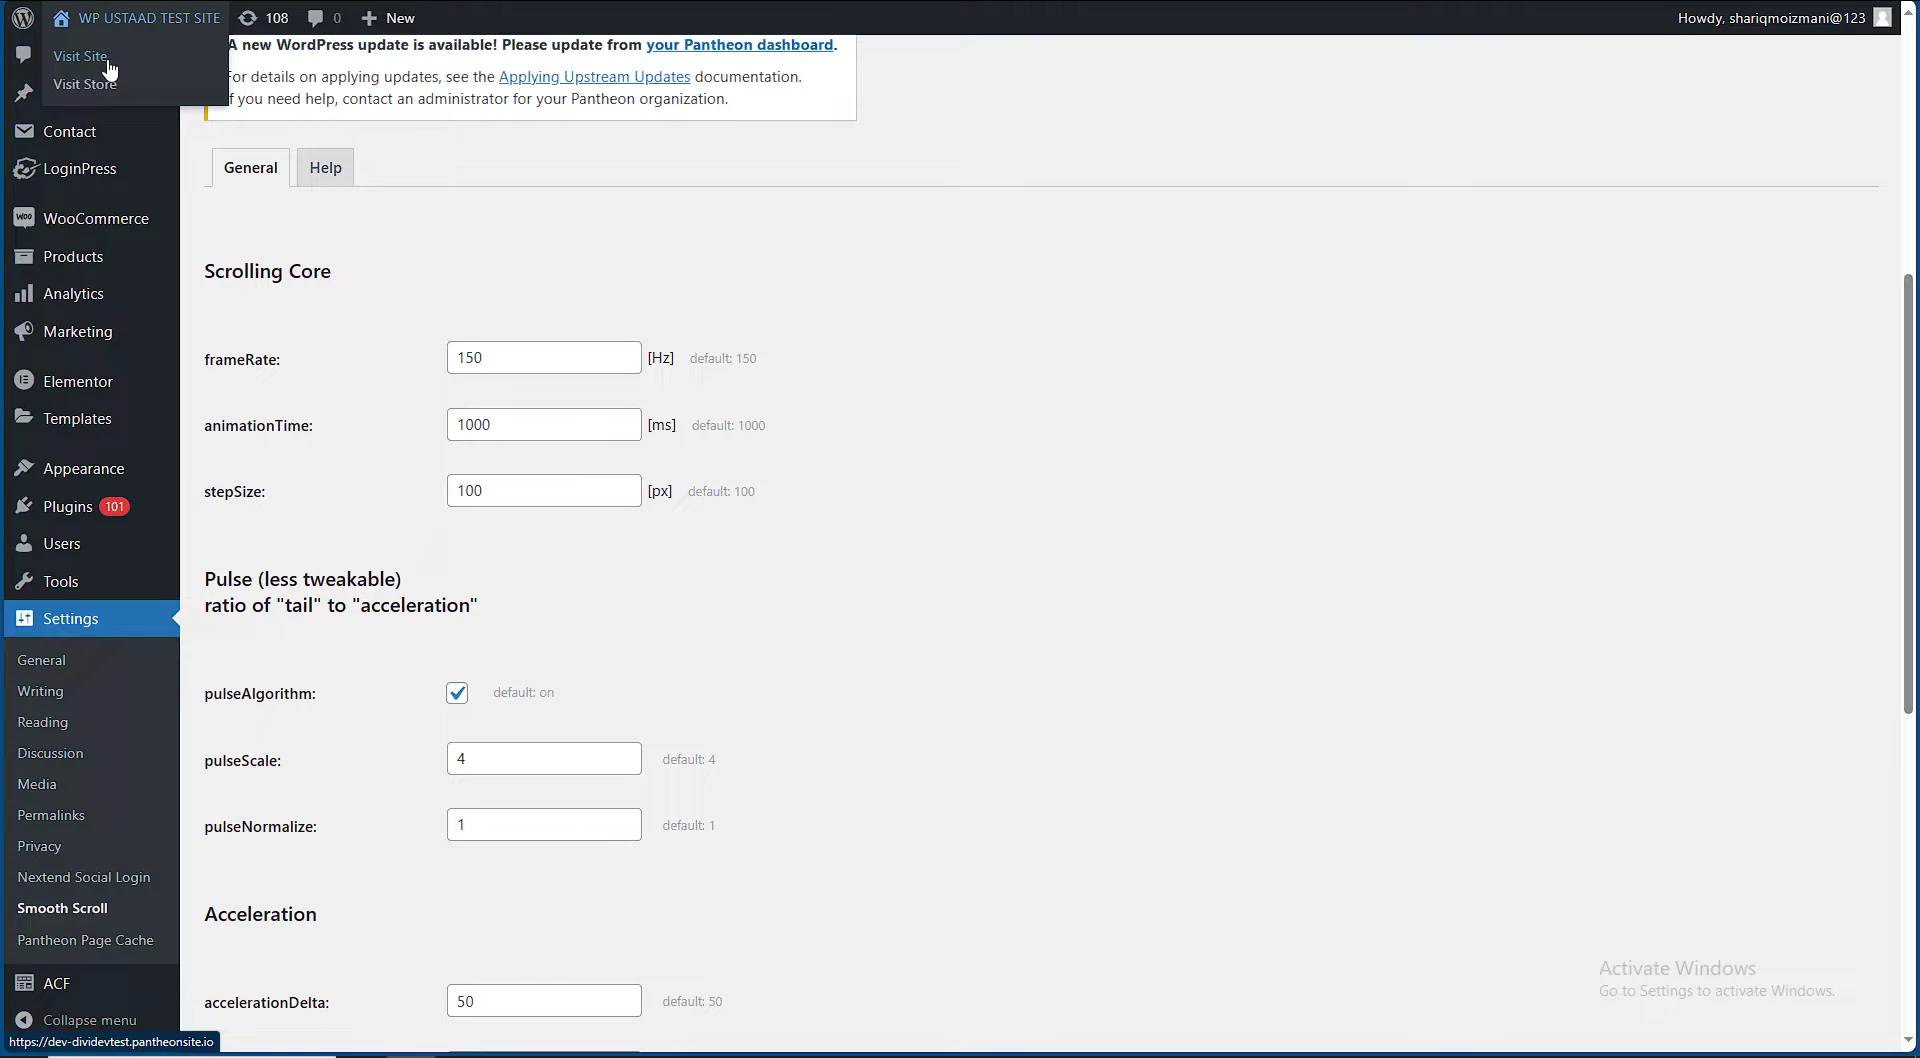 WP USTAAD TEST SITE
108
0
New
Howdy, shariqmoizmani@123
Visit Site
Visit Store
A new WordPress update is available! Please update from your Pantheon dashboard.
For details on applying updates, see the Applying Upstream Updates documentation.
If you need help, contact an administrator for your Pantheon organization.
Contact
LoginPress
WooCommerce
Products
Analytics
Marketing
Elementor
Templates
Appearance
Plugins 101
Users
Tools
Settings
General
Writing
Reading
Discussion
Media
Permalinks
Privacy
Nextend Social Login
Smooth Scroll
Pantheon Page Cache
ACF
Collapse menu
https://dev-dividevtest.pantheonsite.io
General
Help
Scrolling Core
frameRate: 150 [Hz] default: 150
animationTime: 1000 [ms] default: 1000
stepSize: 100 [px] default: 100
Pulse (less tweakable)
ratio of "tail" to "acceleration"
pulseAlgorithm: default: on
pulseScale: 4 default: 4
pulseNormalize: 1 default: 1
Acceleration
accelerationDelta: 50 default: 50
Activate Windows
Go to Settings to activate Windows.